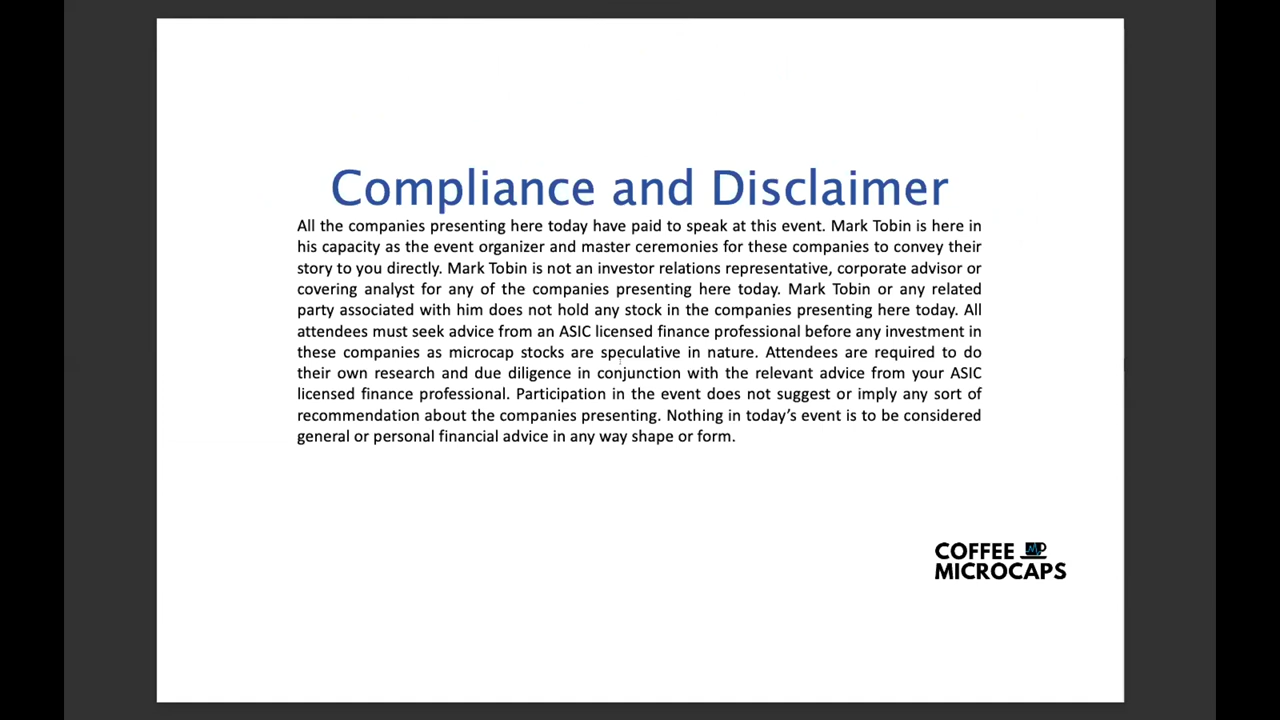 Compliance and Disclaimer
All the companies presenting here today have paid to speak at this event. Mark Tobin is here in
his capacity as the event organizer and master ceremonies for these companies to convey their
story to you directly. Mark Tobin is not an investor relations representative, corporate advisor or
covering analyst for any of the companies presenting here today. Mark Tobin or any related
party associated with him does not hold any stock in the companies presenting here today. All
attendees must seek advice from an ASIC licensed finance professional before any investment in
these companies as microcap stocks are speculative in nature. Attendees are required to do
their own research and due diligence in conjunction with the relevant advice from your ASIC
licensed finance professional. Participation in the event does not suggest or imply any sort of
recommendation about the companies presenting. Nothing in today’s event is to be considered
general or personal financial advice in any way shape or form.
COFFEE
MICROCAPS